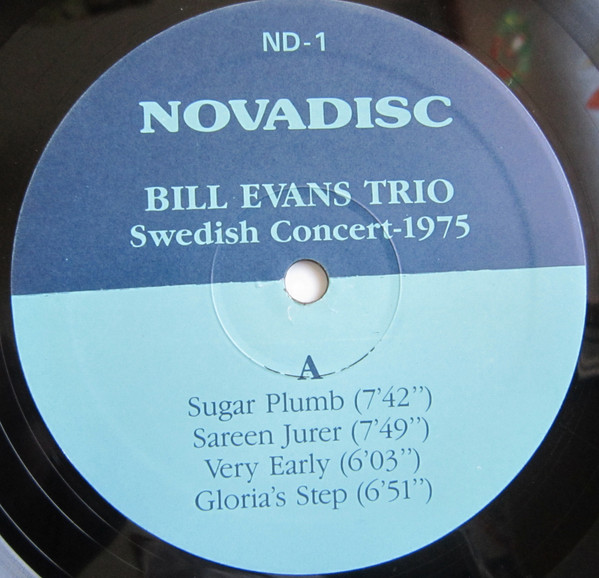 ND-1
NOVADISC
BILL EVANS TRIO
Swedish Concert-1975
A
Sugar Plumb (7'42”)
Sareen Jurer (7'49”)
Very Early (6'03”)
Gloria's Step (6'51”)